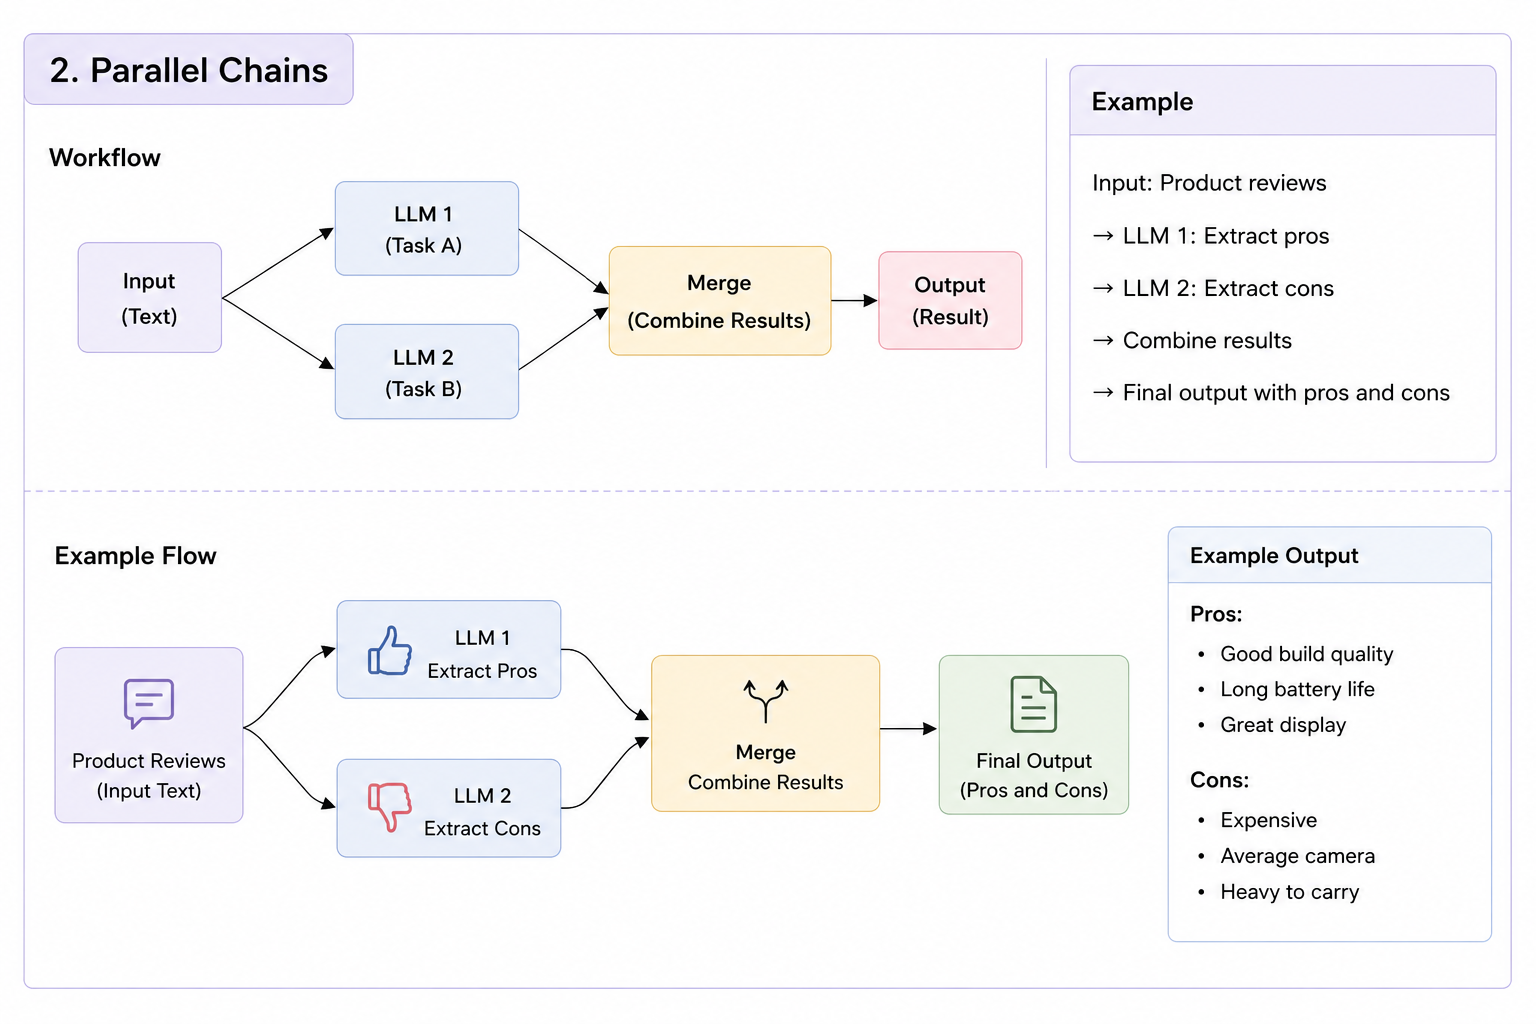 2. Parallel Chains
Workflow
Input
(Text)
LLM 1
(Task A)
LLM 2
(Task B)
Merge
(Combine Results)
Output
(Result)
Example
Input: Product reviews
→ LLM 1: Extract pros
→ LLM 2: Extract cons
→ Combine results
→ Final output with pros and cons
Example Flow
Product Reviews
(Input Text)
LLM 1
Extract Pros
LLM 2
Extract Cons
Merge
Combine Results
Final Output
(Pros and Cons)
Example Output
Pros:
• Good build quality
• Long battery life
• Great display
Cons:
• Expensive
• Average camera
• Heavy to carry